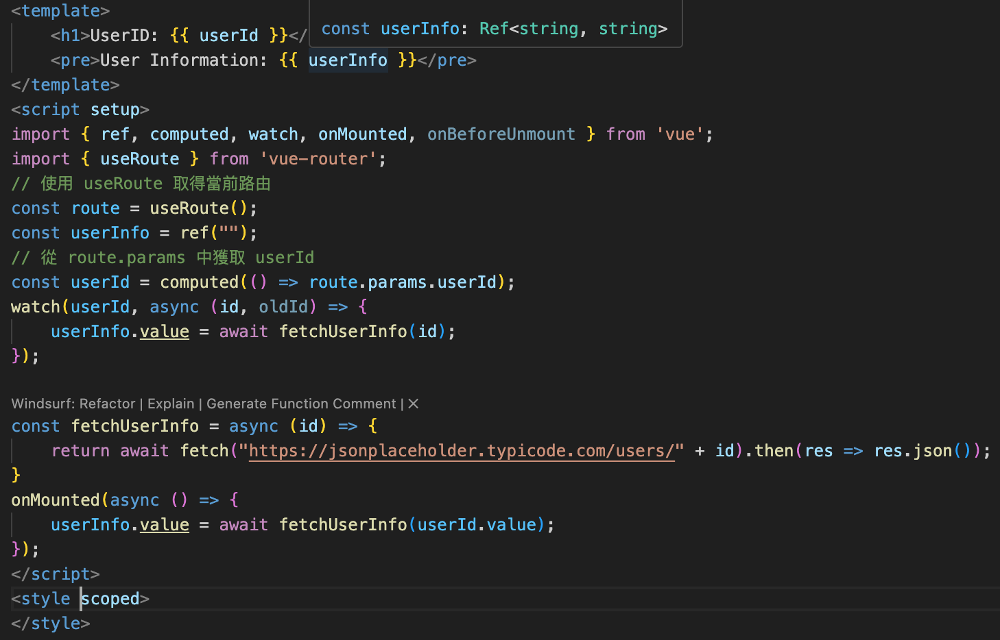 <template>
<h1>UserID: {{ userId }}</
const userInfo: Ref<string, string>
<pre>User Information: {{ userInfo }}</pre>
</template>
<script setup>
import { ref, computed, watch, onMounted, onBeforeUnmount } from 'vue';
import { useRoute } from 'vue-router';
// 使用 useRoute 取得當前路由
const route = useRoute();
const userInfo = ref("");
// 從 route.params 中獲取 userId
const userId = computed(() => route.params.userId);
watch(userId, async (id, oldId) => {
userInfo.value = await fetchUserInfo(id);
});
Windsurf: Refactor | Explain | Generate Function Comment | ×
const fetchUserInfo = async (id) => {
return await fetch("https://jsonplaceholder.typicode.com/users/" + id).then(res => res.json());
}
onMounted(async () => {
userInfo.value = await fetchUserInfo(userId.value);
});
</script>
<style scoped>
</style>